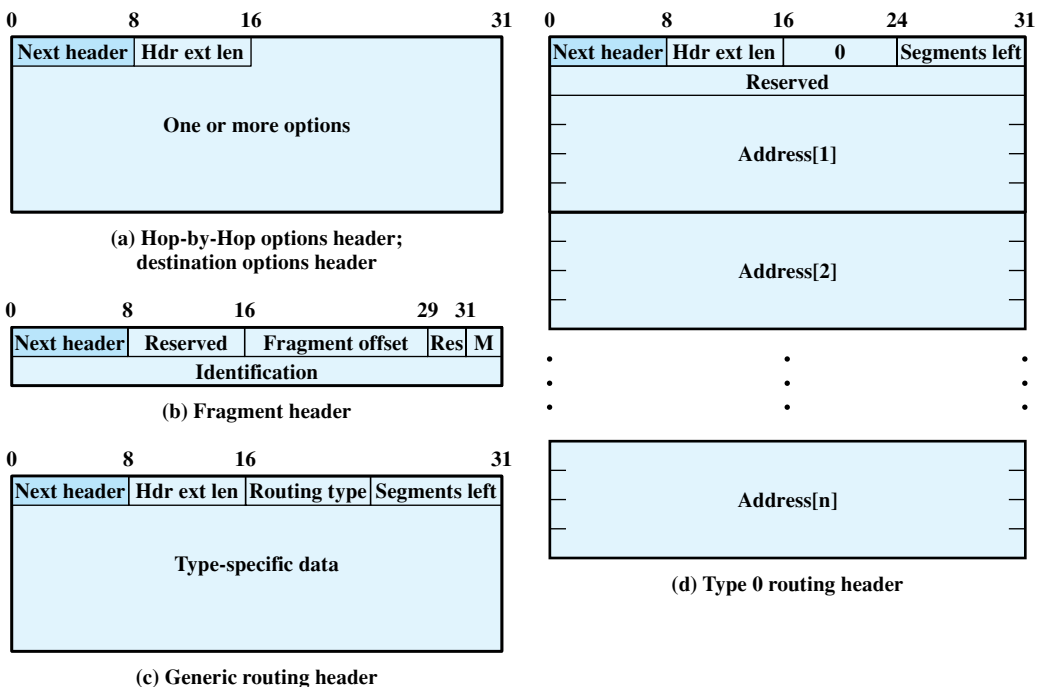 0 8 16 31
Next header Hdr ext len
One or more options
(a) Hop-by-Hop options header;
destination options header
0 8 16 29 31
Next header Reserved Fragment offset Res M
Identification
(b) Fragment header
0 8 16 31
Next header Hdr ext len Routing type Segments left
Type-specific data
(c) Generic routing header
0 8 16 24 31
Next header Hdr ext len 0 Segments left
Reserved
Address[1]
Address[2]
Address[n]
(d) Type 0 routing header